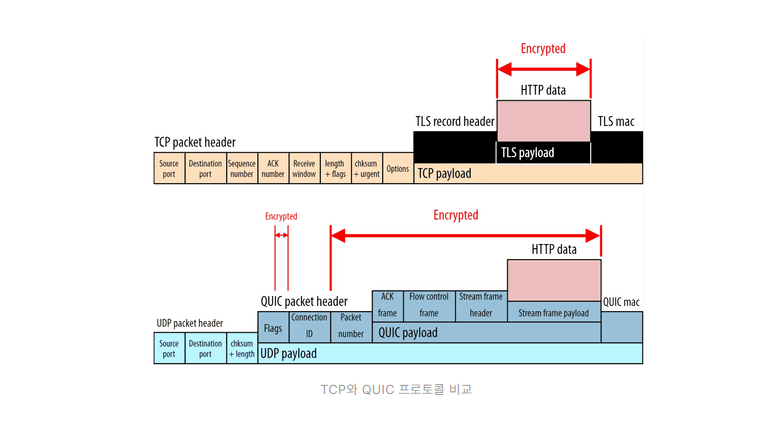 Encrypted
HTTP data
TLS record header
TLS mac
TCP packet header
TLS payload
Source
port
Destination
port
Sequence
number
ACK
number
Receive
window
length
+ flags
chksum
+ urgent
Options
TCP payload
Encrypted
Encrypted
HTTP data
QUIC packet header
QUIC mac
ACK
frame
Flow control
frame
Stream frame
header
Stream frame payload
UDP packet header
Flags
Connection
ID
Packet
number
QUIC payload
Source
port
Destination
port
chksum
+ length
UDP payload
TCP와 QUIC 프로토콜 비교